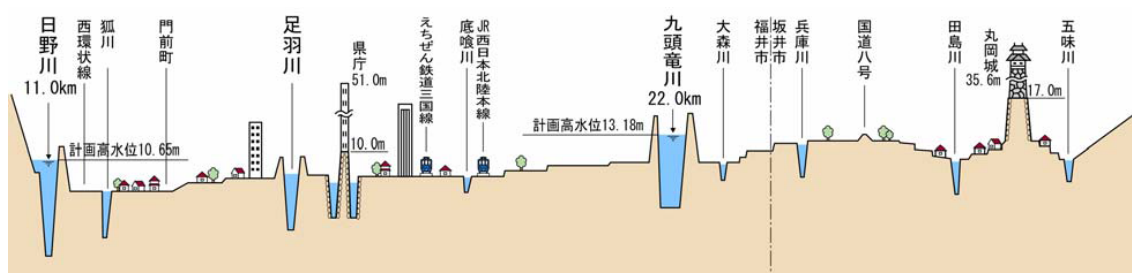 日野川
11.0km
西環状線
狐川
門前町
計画高水位10.65m
足羽川
県庁
51.0m
10.0m
えちぜん鉄道三国線
底喰川
JR西日本北陸本線
計画高水位13.18m
九頭竜川
22.0km
大森川
福井市
坂井市
兵庫川
国道八号
田島川
丸岡城
35.6m
17.0m
五味川